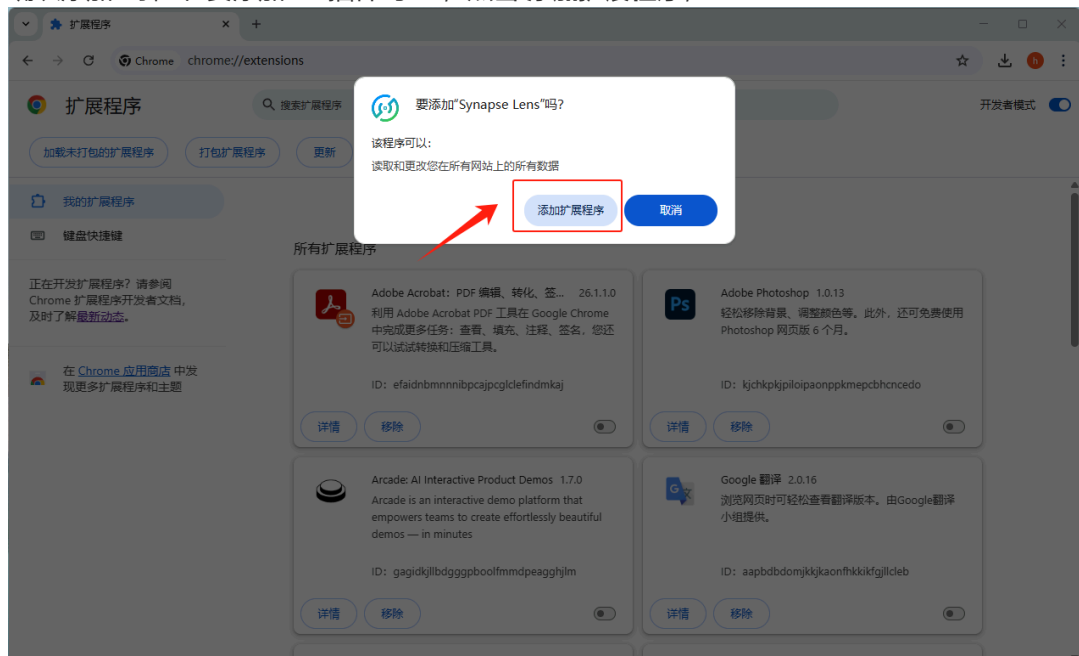 扩展程序
Chrome chrome://extensions
h
扩展程序
搜索扩展程序
开发者模式
加载未打包的扩展程序
打包扩展程序
更新
要添加"Synapse Lens"吗?
该程序可以:
读取和更改您在所有网站上的所有数据
添加扩展程序
取消
我的扩展程序
键盘快捷键
正在开发扩展程序？请参阅
Chrome 扩展程序开发者文档，
及时了解最新动态。
在 Chrome 应用商店 中发
现更多扩展程序和主题
所有扩展程序
Adobe Acrobat：PDF 编辑、转化、签... 26.1.1.0
利用 Adobe Acrobat PDF 工具在 Google Chrome
中完成更多任务：查看、填充、注释、签名，您还
可以试试转换和压缩工具。
ID：efaidnbmnnnibpcajpcglclefindmkaj
详情
移除
Ps
Adobe Photoshop 1.0.13
轻松移除背景、调整颜色等。此外，还可免费使用
Photoshop 网页版 6 个月。
ID：kjchkpkjpiloipaonppkmepcbhcncedo
详情
移除
Arcade: AI Interactive Product Demos 1.7.0
Arcade is an interactive demo platform that
empowers teams to create effortlessly beautiful
demos — in minutes
ID：gagidkjllbdgggpboolfmmdpeagghjlm
详情
移除
Google 翻译 2.0.16
浏览网页时可轻松查看翻译版本。由Google翻译
小组提供。
ID：aapbdbdomjkkjkaonfhkkikfgjllcleb
详情
移除